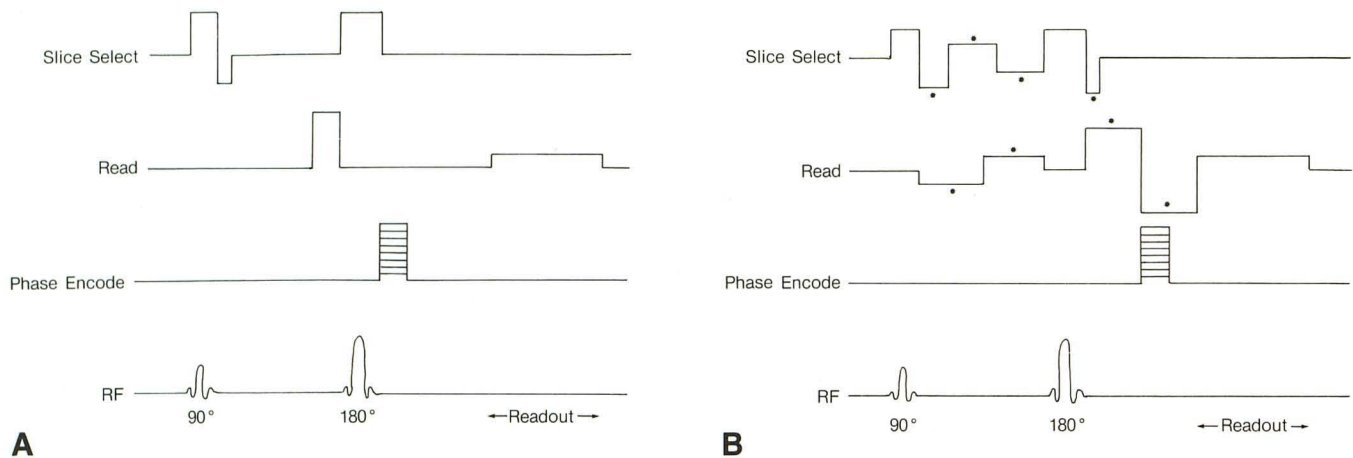 Slice Select
Read
Phase Encode
RF
90°
180°
Readout
A
Slice Select
Read
Phase Encode
RF
90°
180°
Readout
B